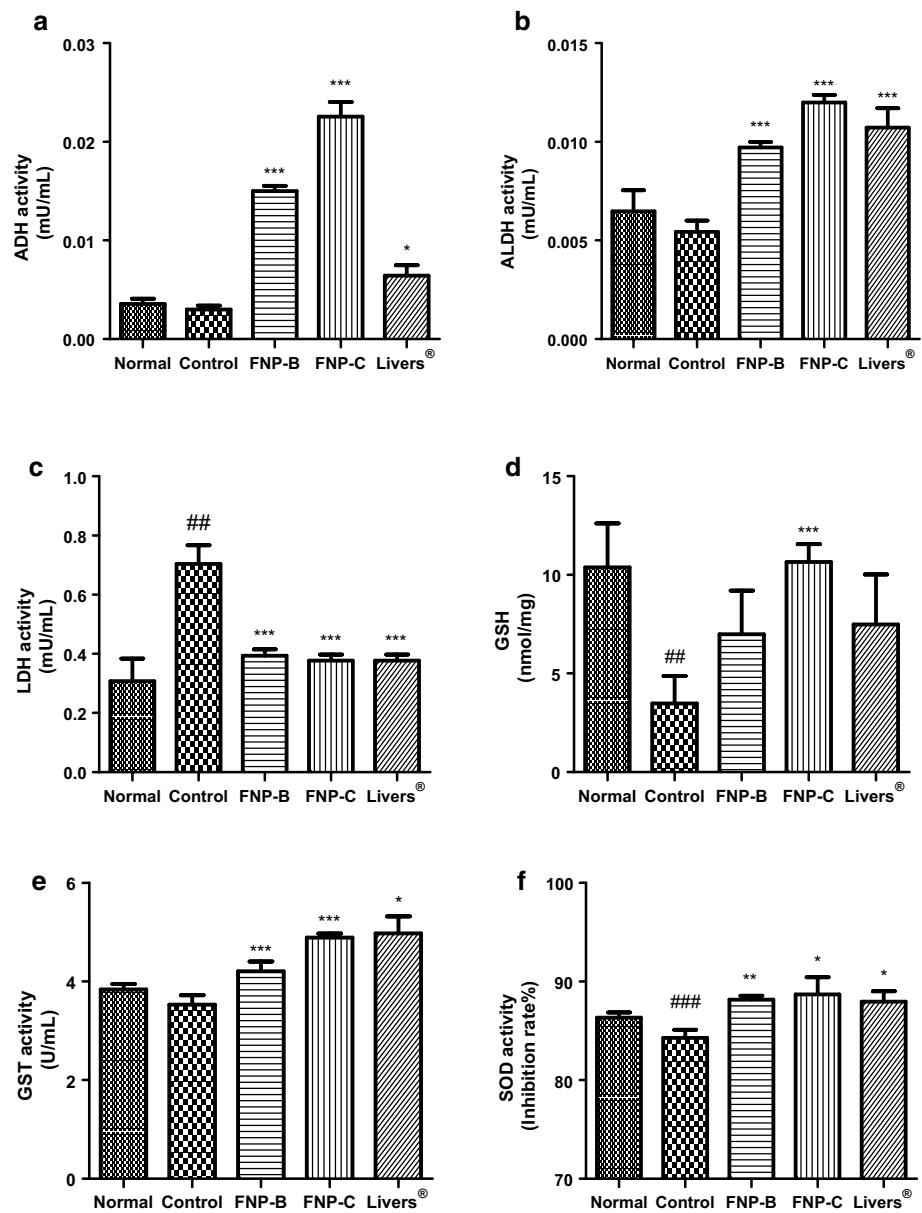 a
ADH activity
(mU/mL)
0.03
0.02
0.01
0.00
***
***
*
Normal Control FNP-B FNP-C Livers®
b
ALDH activity
(mU/mL)
0.015
0.010
0.005
0.000
***
***
***
Normal Control FNP-B FNP-C Livers®
c
LDH activity
(mU/mL)
1.0
0.8
0.6
0.4
0.2
0.0
##
***
***
***
Normal Control FNP-B FNP-C Livers®
d
GSH
(nmol/mg)
15
10
5
0
##
***
Normal Control FNP-B FNP-C Livers®
e
GST activity
(U/mL)
6
4
2
0
***
***
*
Normal Control FNP-B FNP-C Livers®
f
SOD activity
(Inhibition rate%)
100
90
80
70
###
**
*
*
Normal Control FNP-B FNP-C Livers®